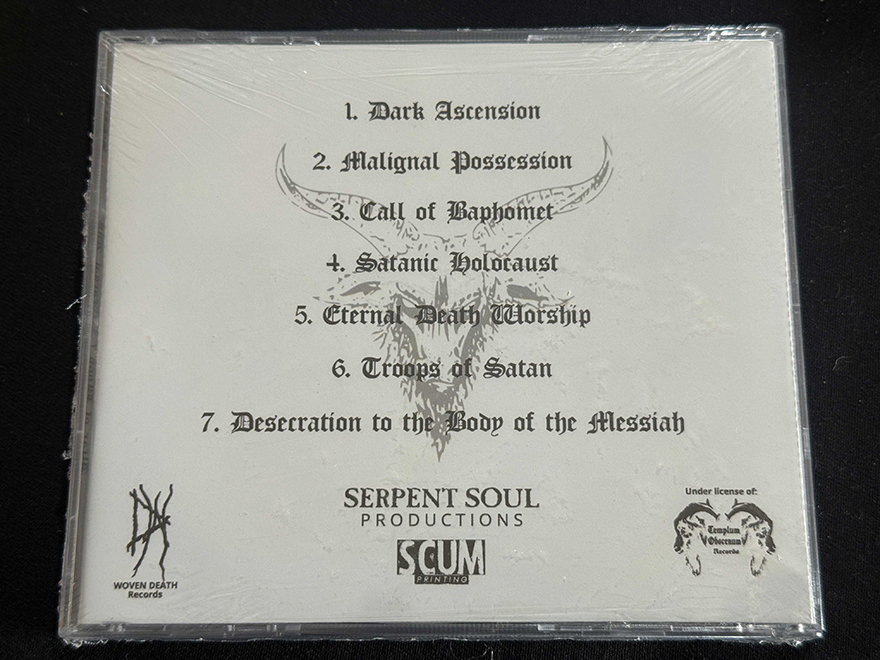 1. Dark Ascension
2. Malignal Possession
3. Call of Baphomet
4. Satanic Holocaust
5. Eternal Death Worship
6. Troops of Satan
7. Desecration to the Body of the Messiah
SERPENT SOUL
PRODUCTIONS
SCUM
PRINTING
WOVEN DEATH
Records
Under license of:
Templum
Obscenum
Records